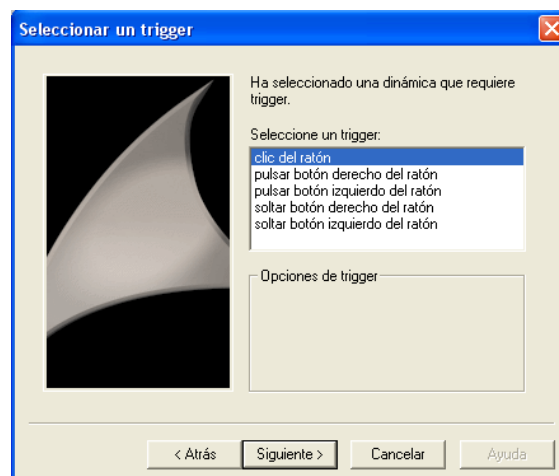 Seleccionar un trigger
Ha seleccionado una dinámica que requiere
trigger.
Seleccione un trigger:
clic del ratón
pulsar botón derecho del ratón
pulsar botón izquierdo del ratón
soltar botón derecho del ratón
soltar botón izquierdo del ratón
Opciones de trigger
< Atrás
Siguiente >
Cancelar
Ayuda